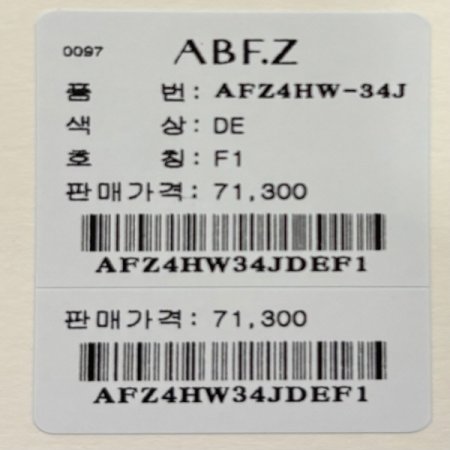 0097 ABF.Z
품 번: AFZ4HW-34J
색 상: DE
호 칭: F1
판매가격: 71,300
AFZ4HW34JDEF1
판매가격: 71,300
AFZ4HW34JDEF1